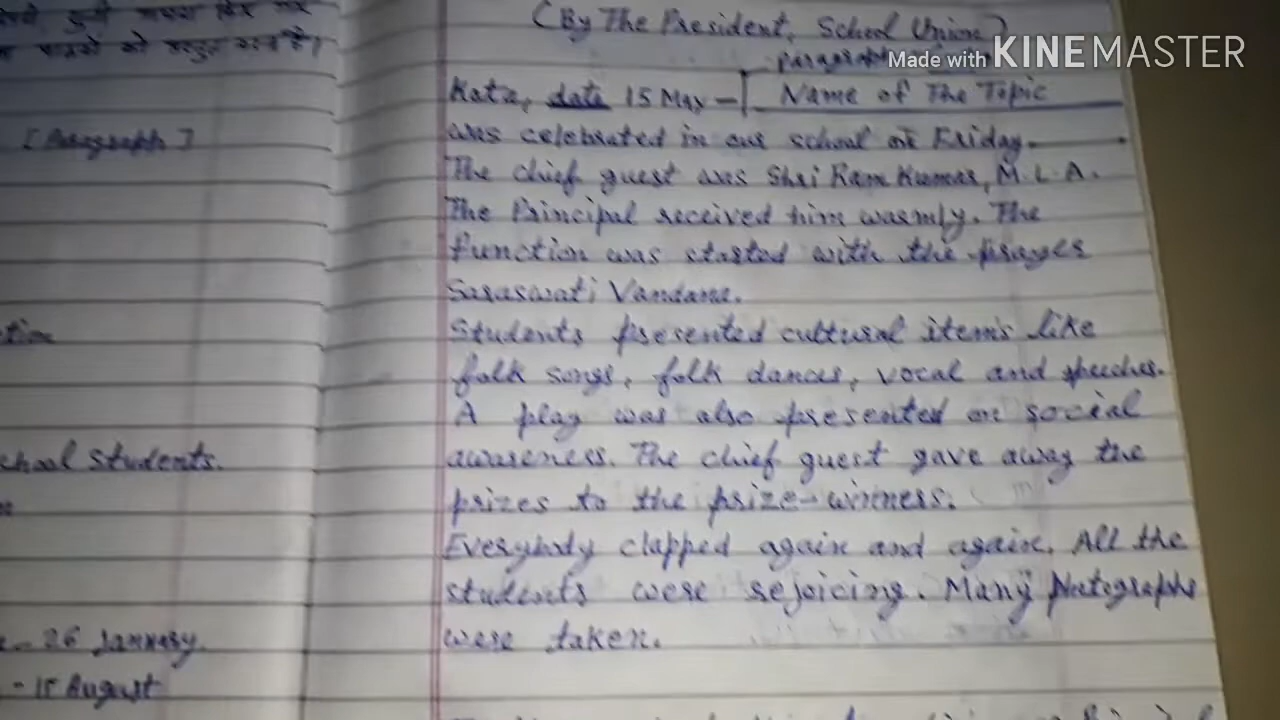 को प्रस्तुत करता है।
[Paragraph]
chool students.
26 January.
- 15 August
(By The President, School Union)
Made with KINEMASTER
Kota, date 15 May - Name of The Topic
was celebrated in our school on Friday.
The chief guest was Shri Ram Kumar, M.L.A.
The Principal received him warmly. The
function was started with the prayer
Saraswati Vandana.
Students presented cultural items like
folk songs, folk dances, vocal and speeches.
A play was also presented on social
awareness. The chief guest gave away the
prizes to the prize-winners.
Everybody clapped again and again. All the
students were rejoicing. Many Photographs
were taken.